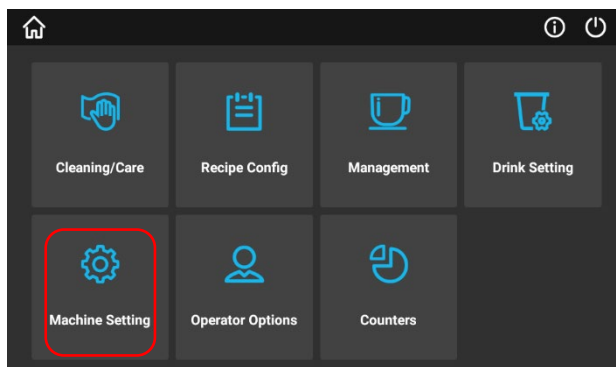 Cleaning/Care
Recipe Config
Management
Drink Setting
Machine Setting
Operator Options
Counters